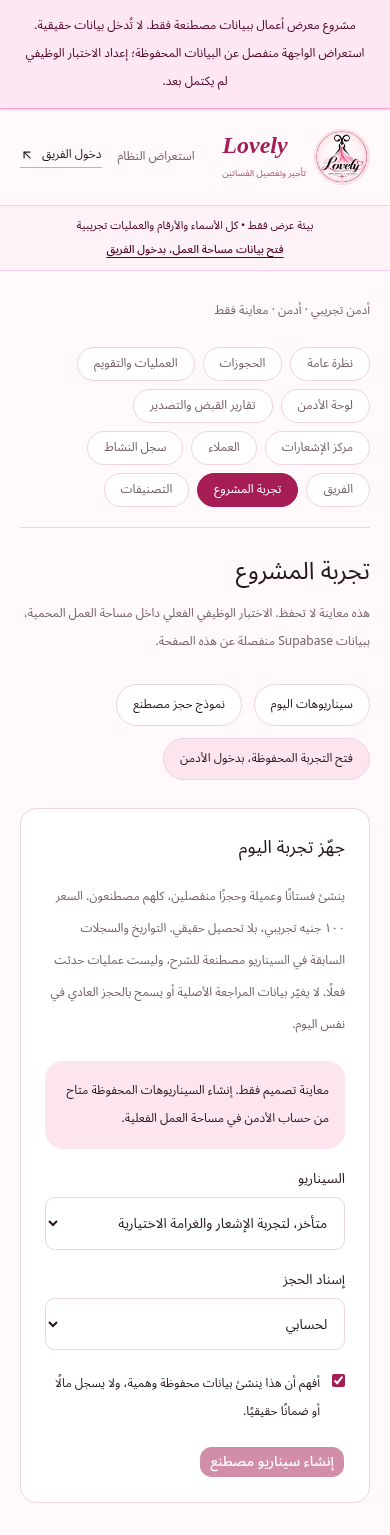 مشروع معرض أعمال ببيانات مصطنعة فقط. لا تُدخل بيانات حقيقية.
استعراض الواجهة منفصل عن البيانات المحفوظة؛ إعداد الاختبار الوظيفي
لم يكتمل بعد.
Lovely
Lovely
تأجير وتفصيل الفساتين
استعراض النظام
دخول الفريق
بيئة عرض فقط • كل الأسماء والأرقام والعمليات تجريبية
فتح بيانات مساحة العمل، بدخول الفريق
أدمن تجريبي · أدمن · معاينة فقط
نظرة عامة
الحجوزات
العمليات والتقويم
لوحة الأدمن
تقارير القبض والتصدير
مركز الإشعارات
العملاء
سجل النشاط
الفريق
تجربة المشروع
التصنيفات
تجربة المشروع
هذه معاينة لا تحفظ. الاختبار الوظيفي الفعلي داخل مساحة العمل المحمية،
ببيانات Supabase منفصلة عن هذه الصفحة.
سيناريوهات اليوم
نموذج حجز مصطنع
فتح التجربة المحفوظة، بدخول الأدمن
جهّز تجربة اليوم
ينشئ فستانًا وعميلة وحجزًا منفصلين، كلهم مصطنعون. السعر
١٠٠ جنيه تجريبي، بلا تحصيل حقيقي. التواريخ والسجلات
السابقة في السيناريو مصطنعة للشرح، وليست عمليات حدثت
فعلًا. لا يغيّر بيانات المراجعة الأصلية أو يسمح بالحجز العادي في
نفس اليوم.
معاينة تصميم فقط. إنشاء السيناريوهات المحفوظة متاح
من حساب الأدمن في مساحة العمل الفعلية.
السيناريو
متأخر، لتجربة الإشعار والغرامة الاختيارية
إسناد الحجز
لحسابي
أفهم أن هذا ينشئ بيانات محفوظة وهمية، ولا يسجل مالًا
أو ضمانًا حقيقيًا.
إنشاء سيناريو مصطنع